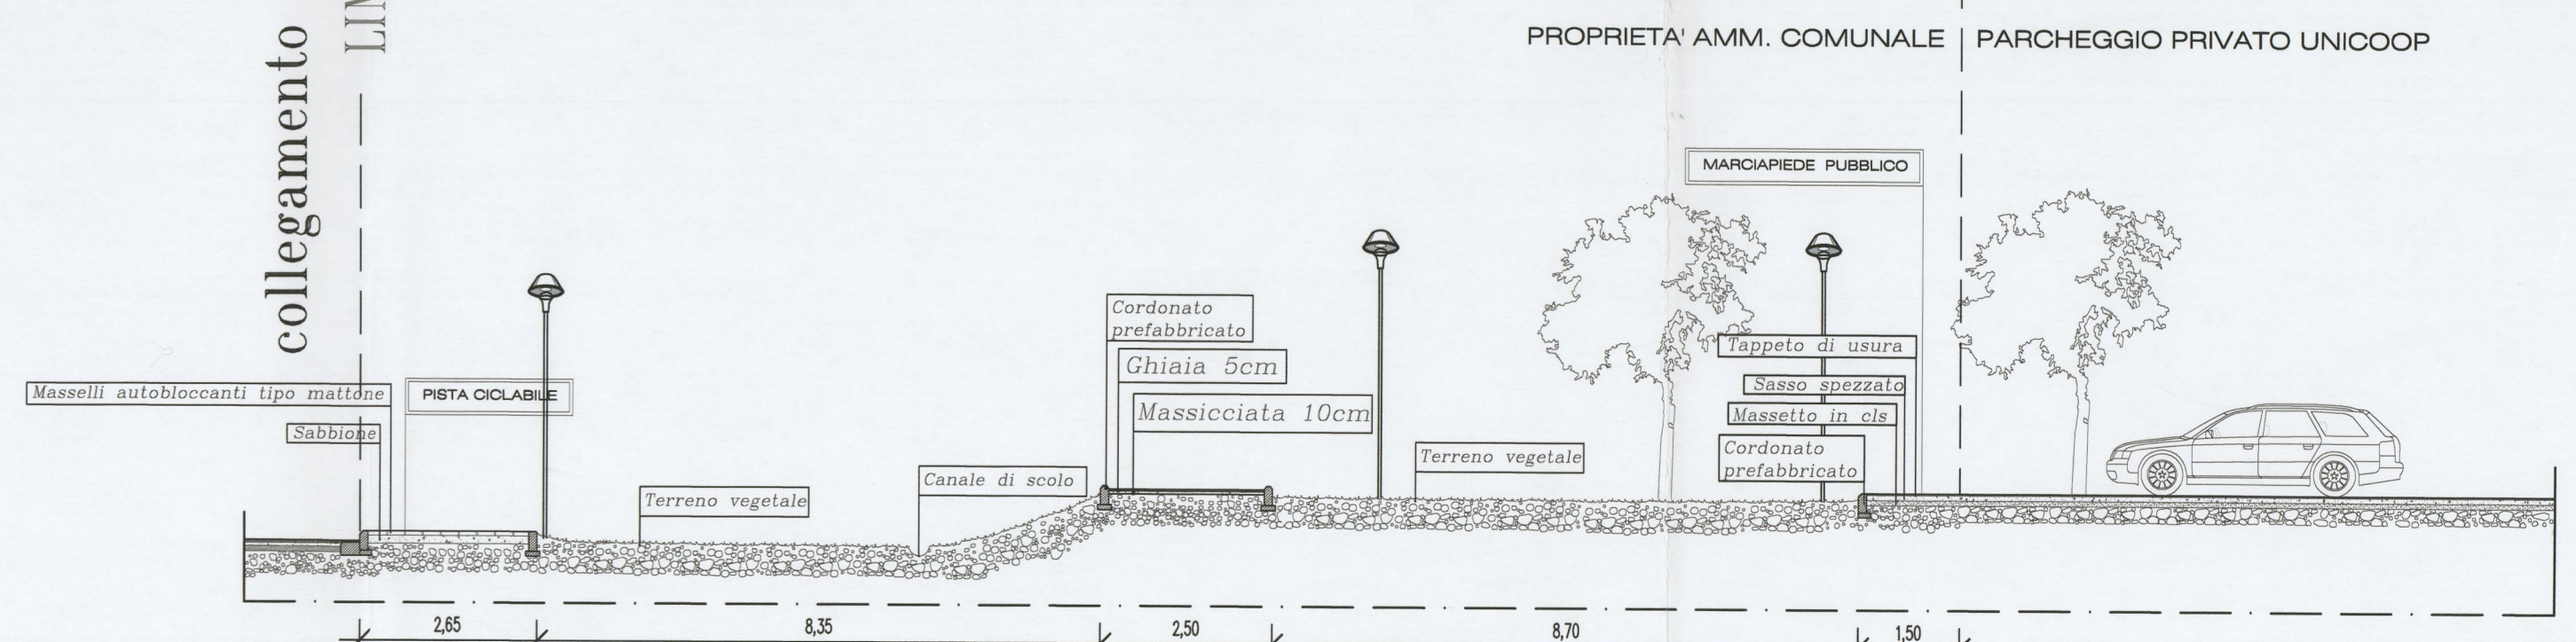 collegamento
LIM
PROPRIETA' AMM. COMUNALE
PARCHEGGIO PRIVATO UNICOOP
MARCIAPIEDE PUBBLICO
Cordonato
prefabbricato
Ghiaia 5cm
Massicciata 10cm
Tappeto di usura
Sasso spezzato
Massetto in cls
Cordonato
prefabbricato
Masselli autobloccanti tipo mattone
PISTA CICLABILE
Sabbione
Terreno vegetale
Canale di scolo
Terreno vegetale
2,65
8,35
2,50
8,70
1,50